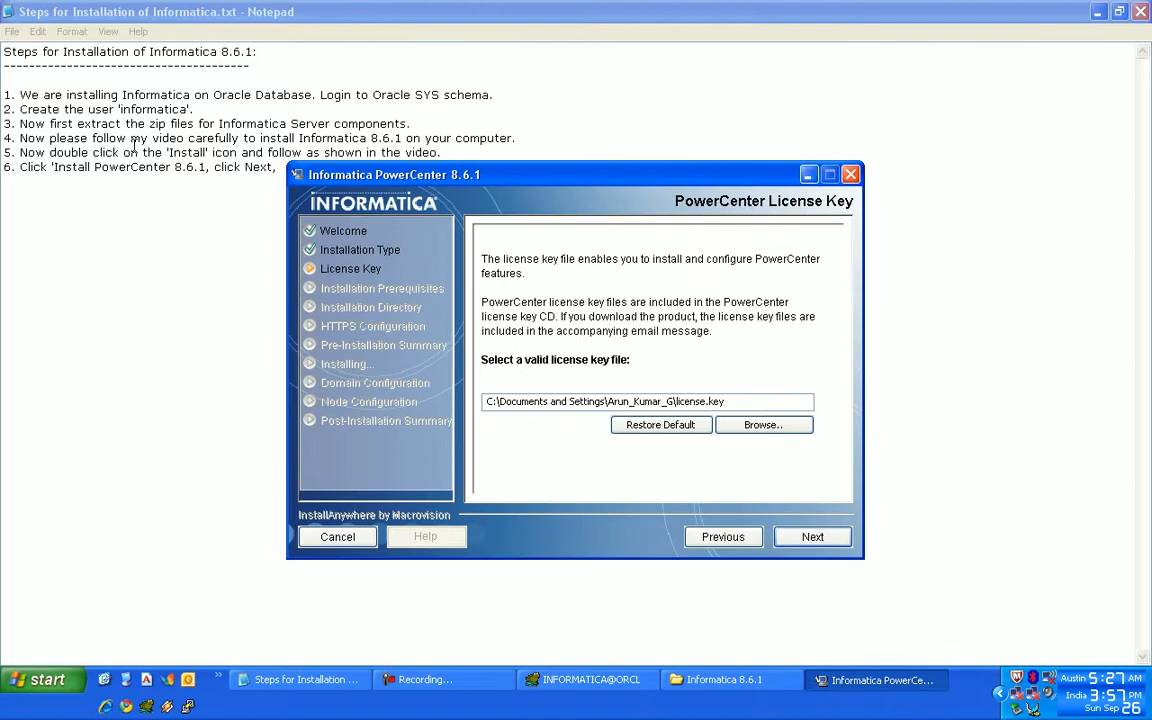 Steps for Installation of Informatica.txt - Notepad
File Edit Format View Help
Steps for Installation of Informatica 8.6.1:
--------------------------------------
1. We are installing Informatica on Oracle Database. Login to Oracle SYS schema.
2. Create the user 'informatica'.
3. Now first extract the zip files for Informatica Server components.
4. Now please follow my video carefully to install Informatica 8.6.1 on your computer.
5. Now double click on the 'Install' icon and follow as shown in the video.
6. Click 'Install PowerCenter 8.6.1, click Next,
Informatica PowerCenter 8.6.1
INFORMATICA
PowerCenter License Key
Welcome
Installation Type
License Key
Installation Prerequisites
Installation Directory
HTTPS Configuration
Pre-Installation Summary
Installing...
Domain Configuration
Node Configuration
Post-Installation Summary
The license key file enables you to install and configure PowerCenter
features.
PowerCenter license key files are included in the PowerCenter
license key CD. If you download the product, the license key files are
included in the accompanying email message.
Select a valid license key file:
C:\Documents and Settings\Arun_Kumar_G\license.key
Restore Default Browse..
InstallAnywhere by Macrovision
Cancel Help Previous Next
start
Steps for Installation ... Recording... INFORMATICA@ORCL Informatica 8.6.1 Informatica PowerCe...
Austin 5:27 AM
India 3:57 PM
Sun Sep 26